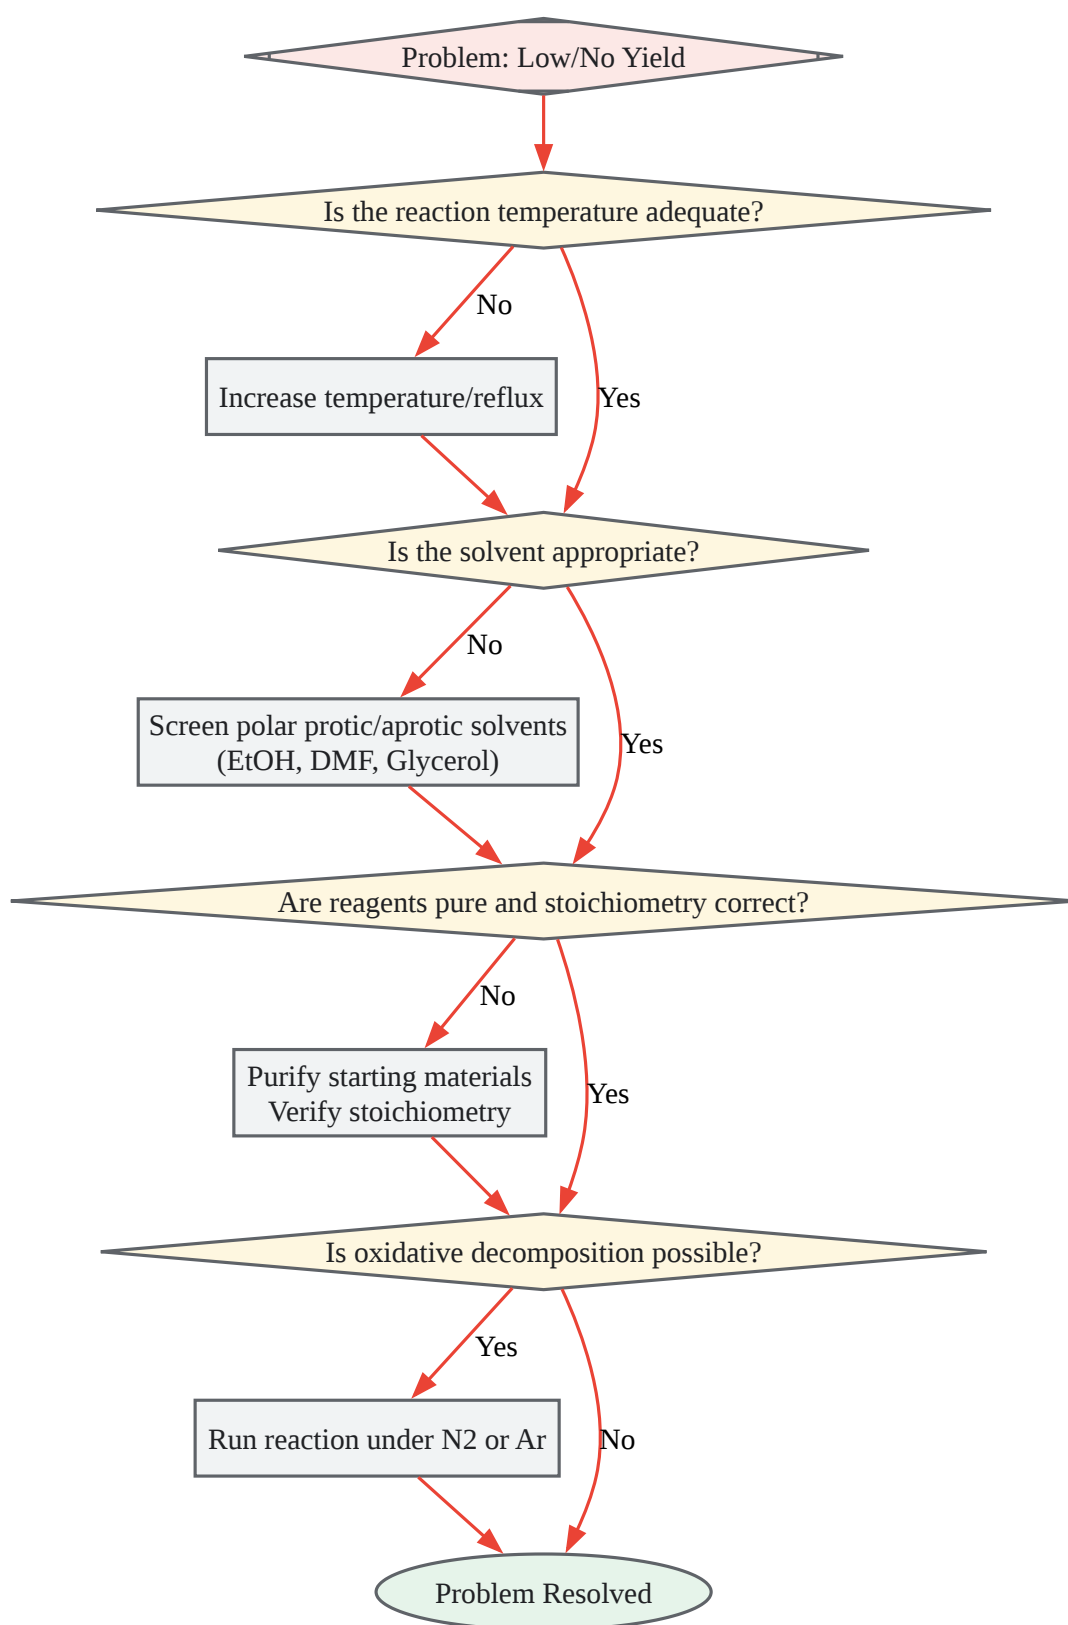 Problem: Low/No Yield
Is the reaction temperature adequate?
No
Increase temperature/reflux
Yes
Is the solvent appropriate?
No
Screen polar protic/aprotic solvents
(EtOH, DMF, Glycerol)
Yes
Are reagents pure and stoichiometry correct?
No
Purify starting materials
Verify stoichiometry
Yes
Is oxidative decomposition possible?
Yes
Run reaction under N2 or Ar
No
Problem Resolved